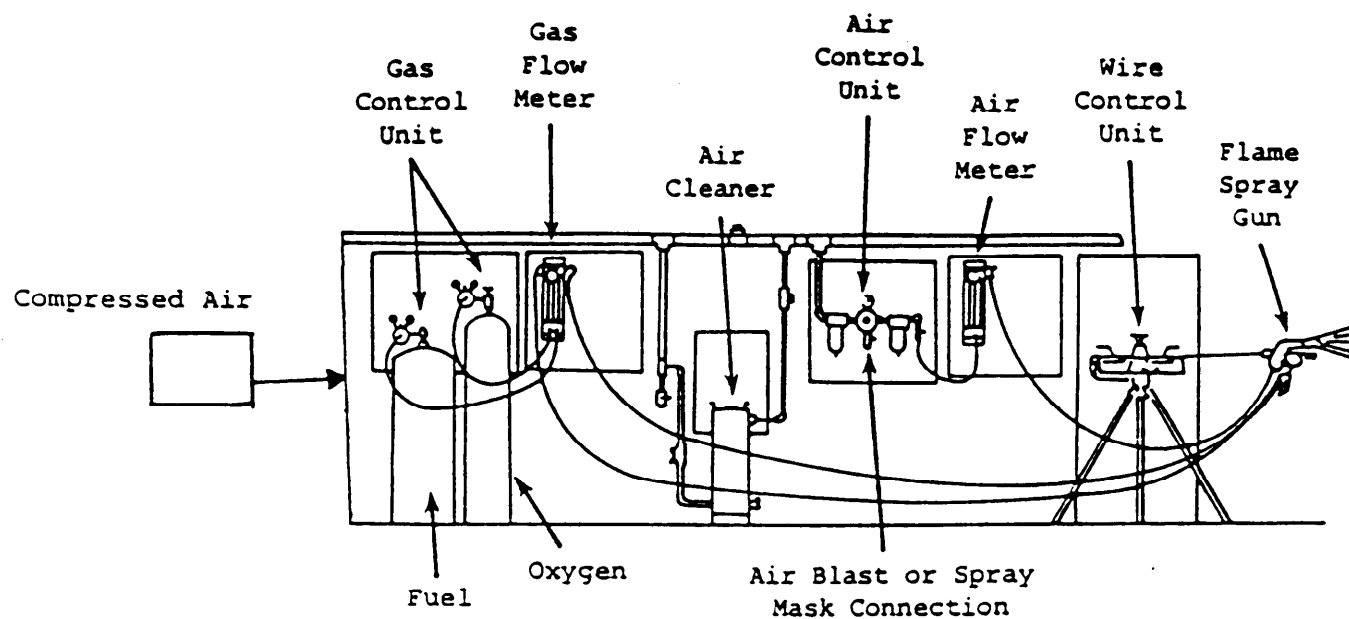 Gas
Control
Unit
Gas
Flow
Meter
Air
Cleaner
Air
Control
Unit
Air
Flow
Meter
Wire
Control
Unit
Flame
Spray
Gun
Compressed Air
Fuel
Oxygen
Air Blast or Spray
Mask Connection